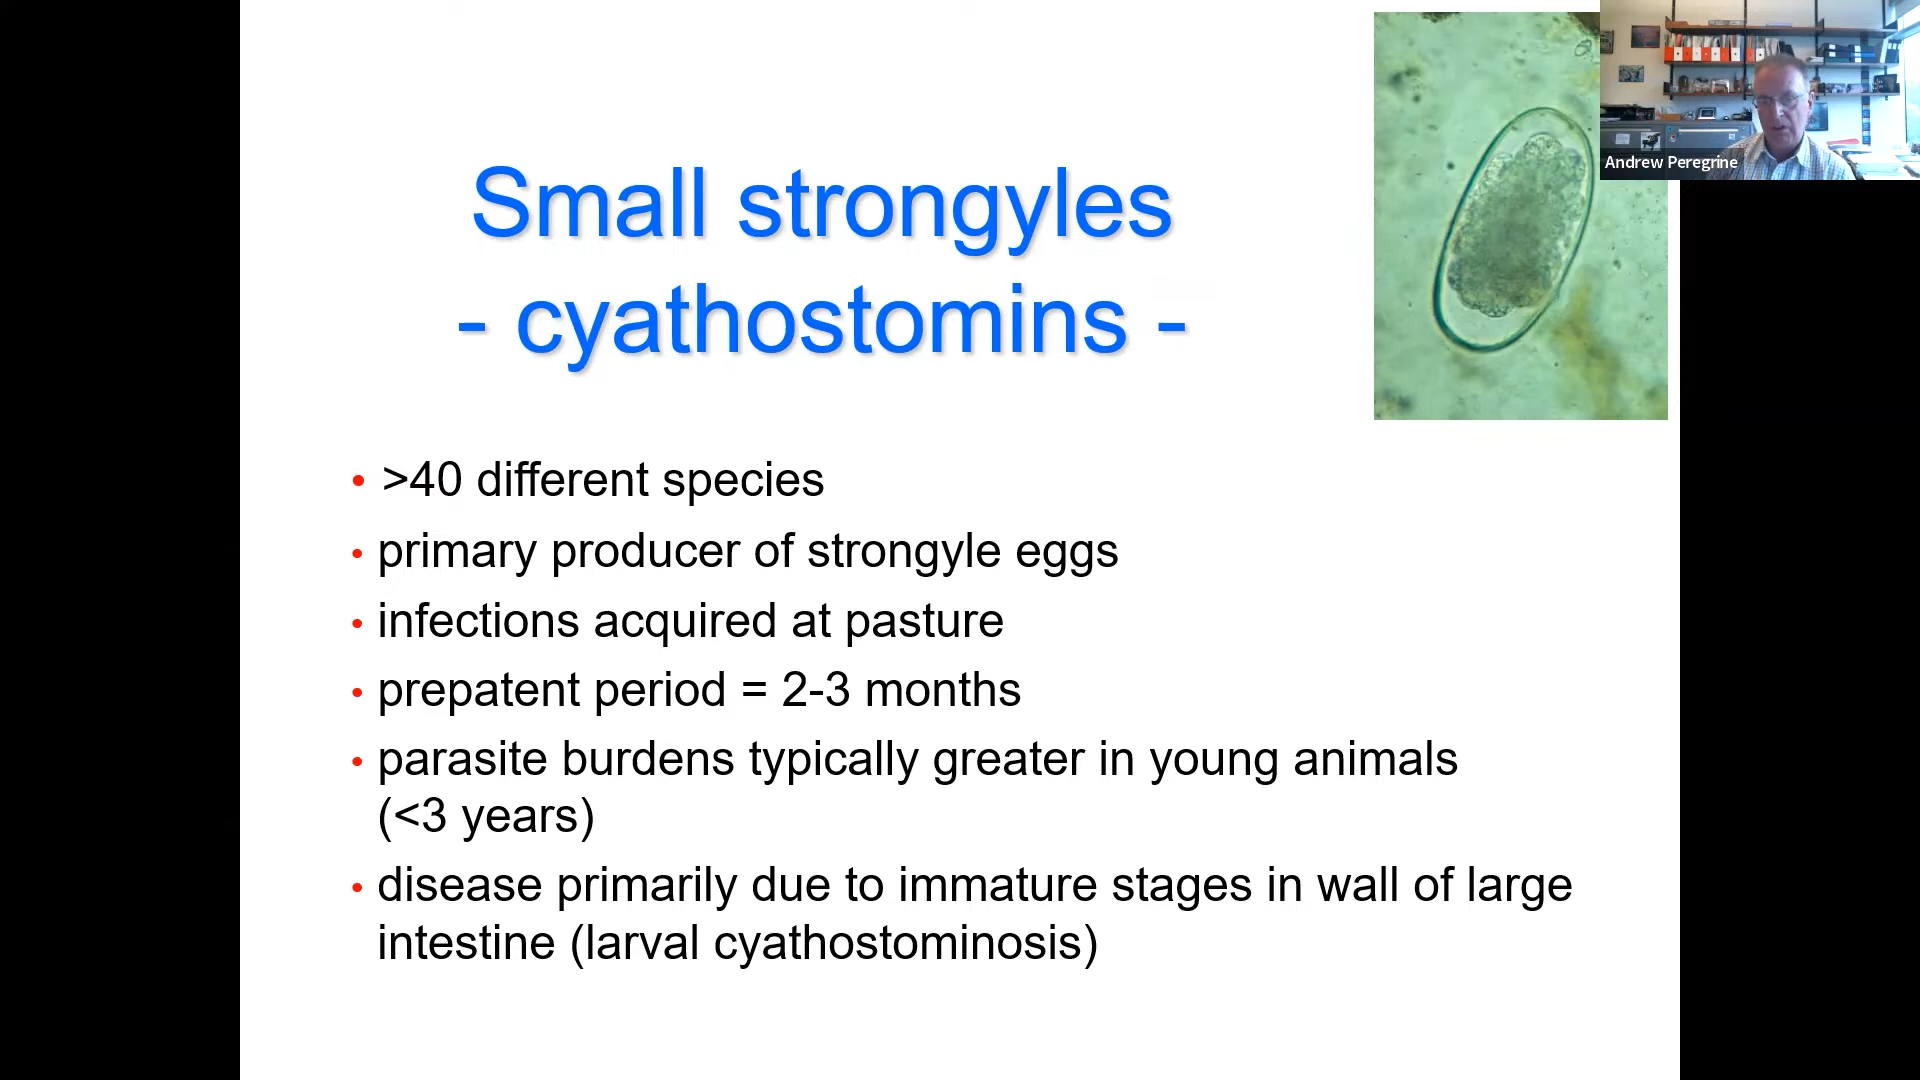 Small strongyles
- cyathostomins -
Andrew Peregrine
• >40 different species
• primary producer of strongyle eggs
• infections acquired at pasture
• prepatent period = 2-3 months
• parasite burdens typically greater in young animals
(<3 years)
• disease primarily due to immature stages in wall of large
intestine (larval cyathostominosis)